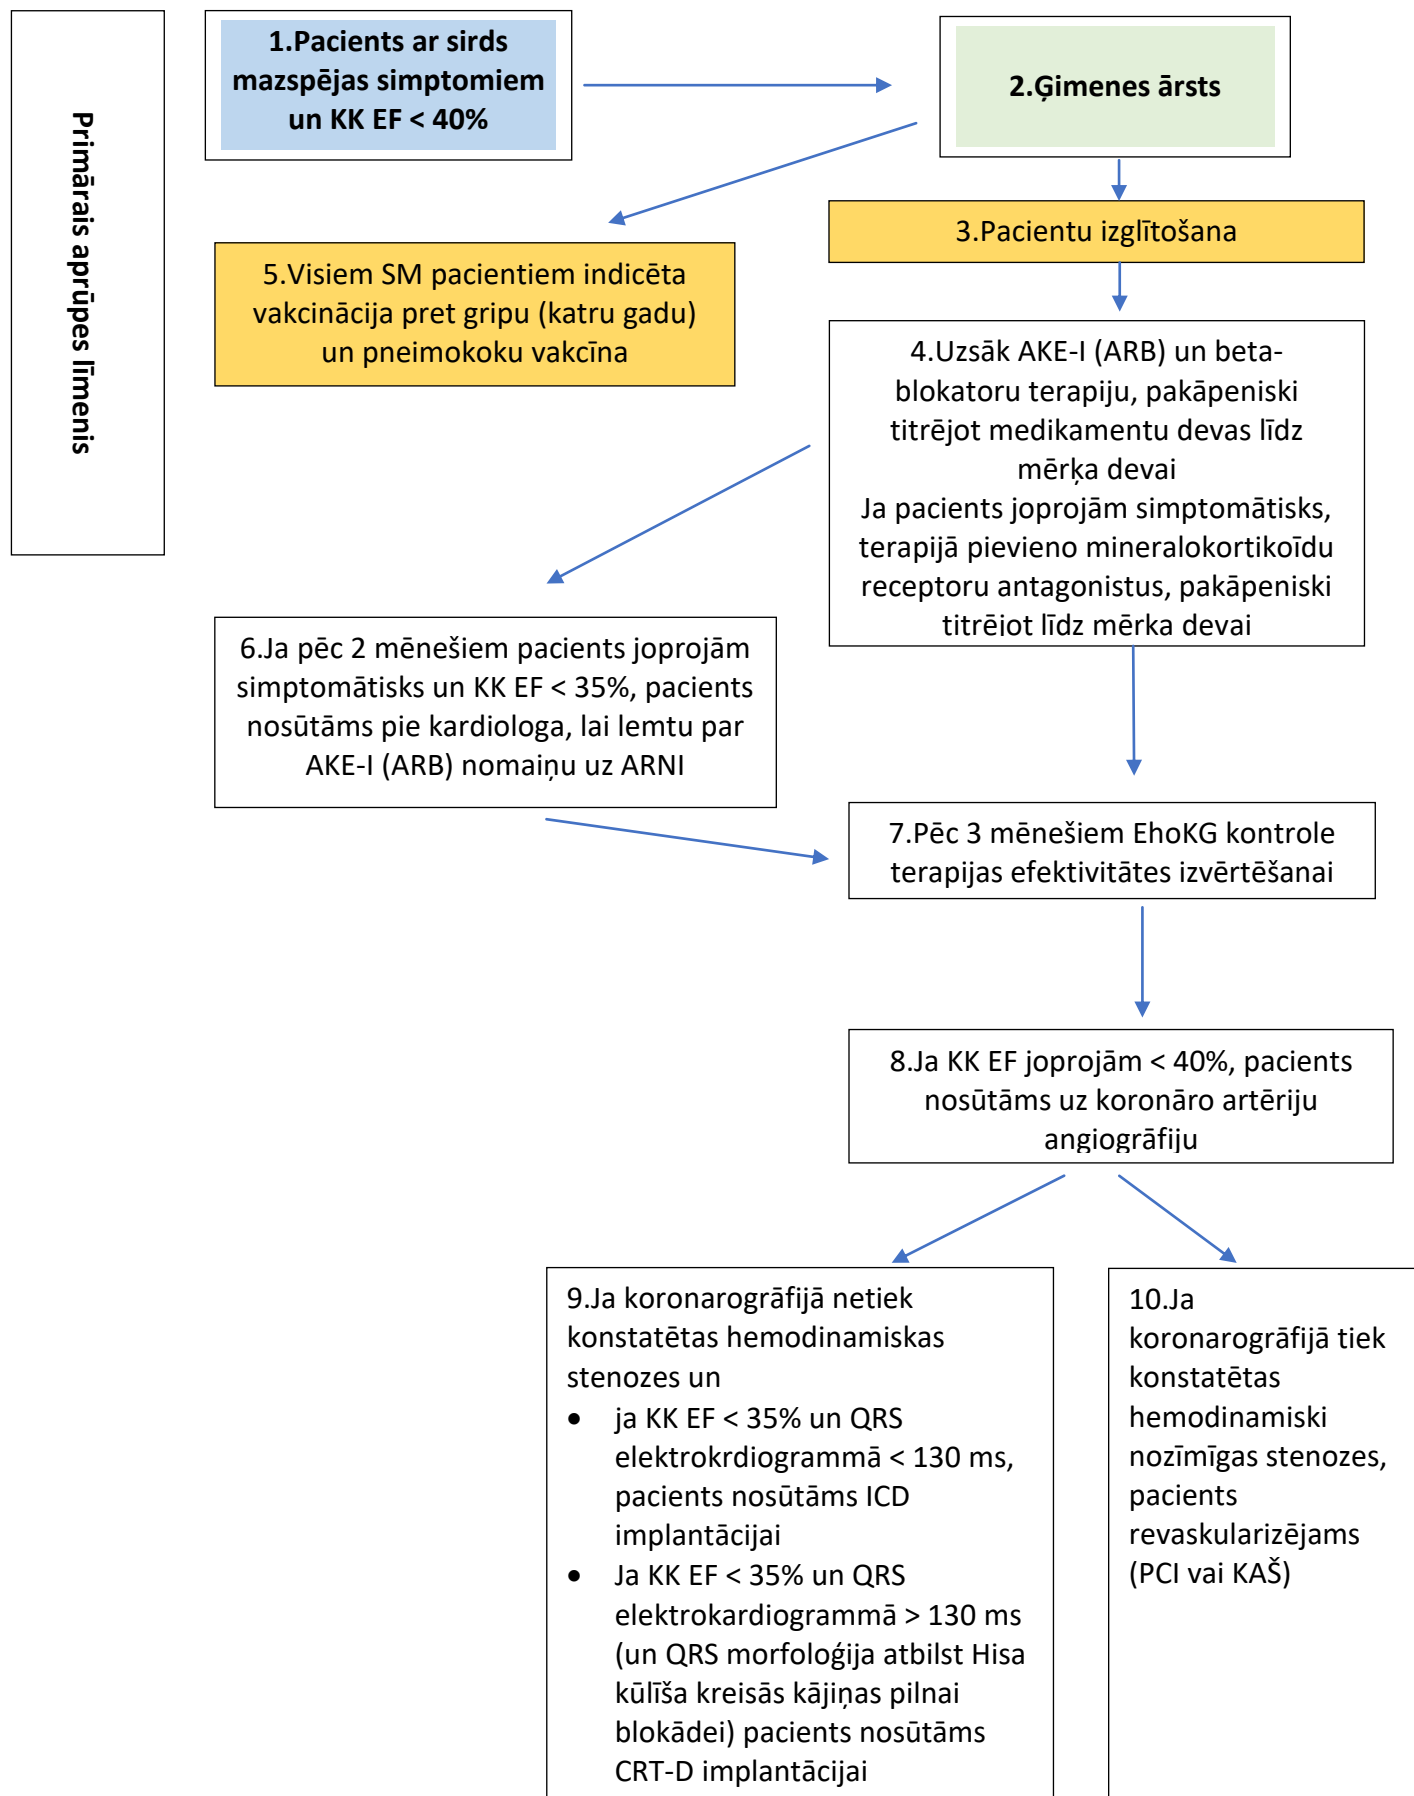 Primārais aprūpes līmenis
1.Pacients ar sirds
mazspējas simptomiem
un KK EF < 40%
2.Ģimenes ārsts
3.Pacientu izglītošana
5.Visiem SM pacientiem indicēta
vakcinācija pret gripu (katru gadu)
un pneimokoku vakcīna
4.Uzsāk AKE-I (ARB) un beta-
blokatoru terapiju, pakāpeniski
titrējot medikamentu devas līdz
mērķa devai
Ja pacients joprojām simptomātisks,
terapijā pievieno mineralokortikoīdu
receptoru antagonistus, pakāpeniski
titrējot līdz mērka devai
6.Ja pēc 2 mēnešiem pacients joprojām
simptomātisks un KK EF < 35%, pacients
nosūtāms pie kardiologa, lai lemtu par
AKE-I (ARB) nomaiņu uz ARNI
7.Pēc 3 mēnešiem EhoKG kontrole
terapijas efektivitātes izvērtēšanai
8.Ja KK EF joprojām < 40%, pacients
nosūtāms uz koronāro artēriju
angiogrāfiju
9.Ja koronarogrāfijā netiek
konstatētas hemodinamiskas
stenozes un
• ja KK EF < 35% un QRS
elektrokrdiogrammā < 130 ms,
pacients nosūtāms ICD
implantācijai
• Ja KK EF < 35% un QRS
elektrokardiogrammā > 130 ms
(un QRS morfoloģija atbilst Hisa
kūlīša kreisās kājiņas pilnai
blokādei) pacients nosūtāms
CRT-D implantācijai
10.Ja
koronarogrāfijā tiek
konstatētas
hemodinamiski
nozīmīgas stenozes,
pacients
revaskularizējams
(PCI vai KAŠ)